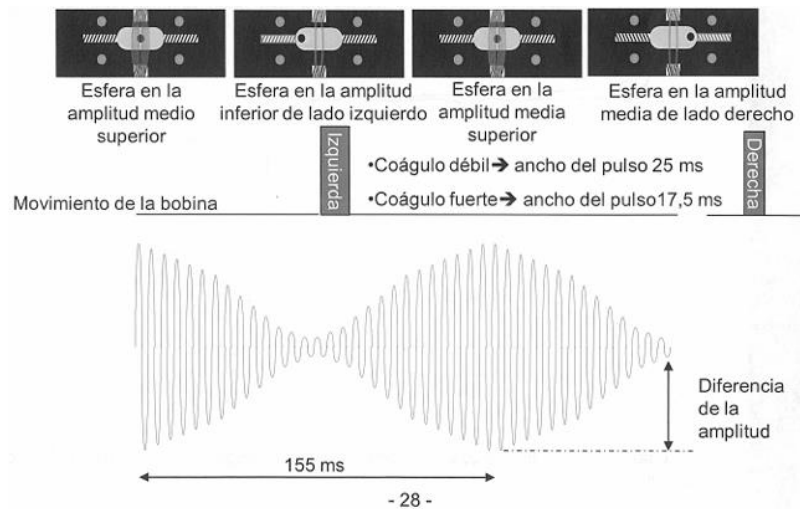 Esfera en la
amplitud medio
superior
Esfera en la amplitud
inferior de lado izquierdo
Esfera en la
amplitud media
superior
Esfera en la amplitud
media de lado derecho
Izquierda
•Coágulo débil➔ ancho del pulso 25 ms
•Coágulo fuerte➔ ancho del pulso17,5 ms
Derecha
Movimiento de la bobina
Diferencia
de la
amplitud
155 ms
- 28 -